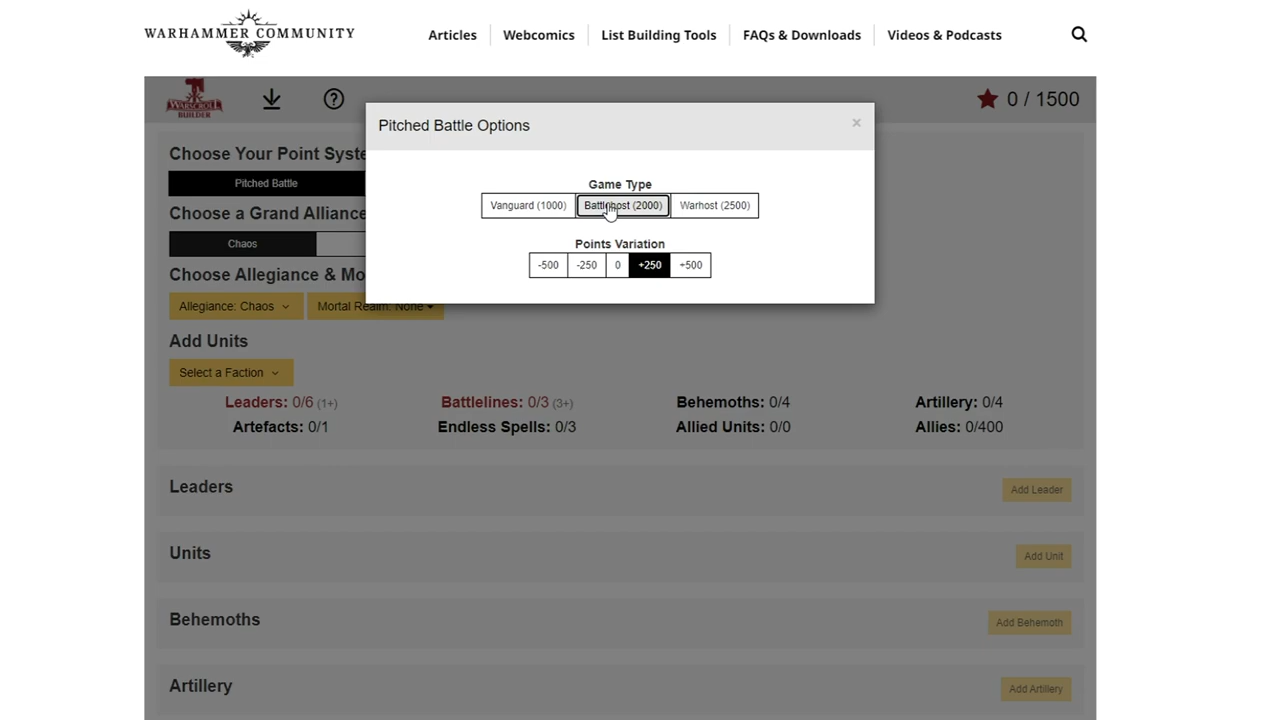 WARHAMMER COMMUNITY
Articles
Webcomics
List Building Tools
FAQs & Downloads
Videos & Podcasts
WARSCROLL
BUILDER
?
0 / 1500
Pitched Battle Options
×
Choose Your Point Syste
Game Type
Pitched Battle
Vanguard (1000)
Battlehost (2000)
Warhost (2500)
Choose a Grand Alliance
Points Variation
Chaos
-500
-250
0
+250
+500
Choose Allegiance & Mo
Allegiance: Chaos
Mortal Realm: None
Add Units
Select a Faction
Leaders: 0/6 (1+)
Battlelines: 0/3 (3+)
Behemoths: 0/4
Artillery: 0/4
Artefacts: 0/1
Endless Spells: 0/3
Allied Units: 0/0
Allies: 0/400
Leaders
Add Leader
Units
Add Unit
Behemoths
Add Behemoth
Artillery
Add Artillery